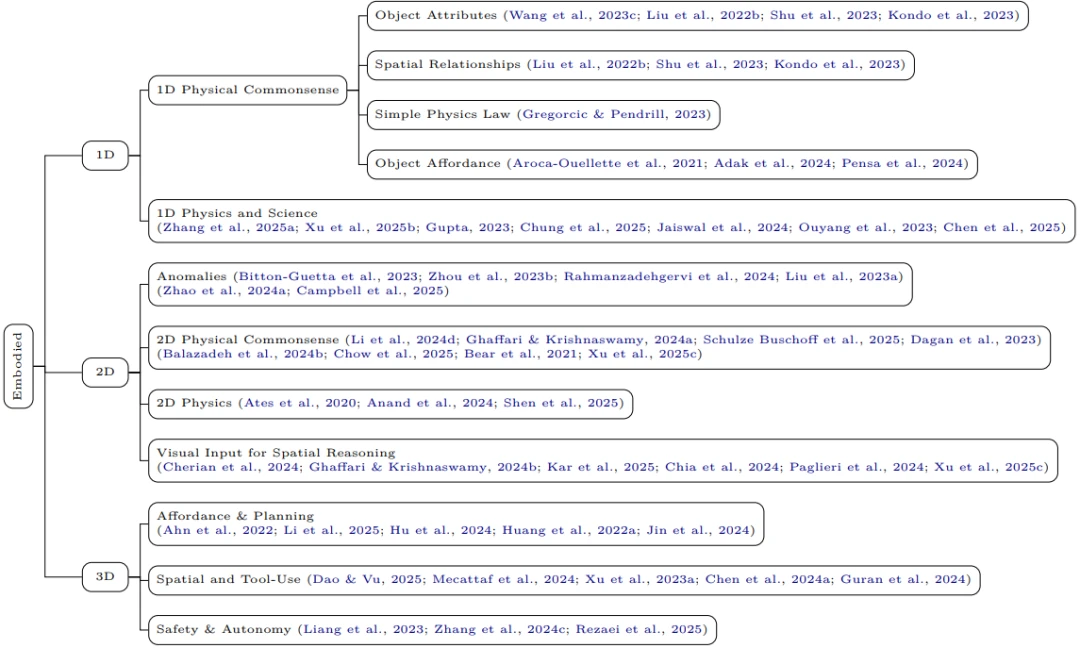 Embodied
1D
1D Physical Commonsense
Object Attributes (Wang et al., 2023c; Liu et al., 2022b; Shu et al., 2023; Kondo et al., 2023)
Spatial Relationships (Liu et al., 2022b; Shu et al., 2023; Kondo et al., 2023)
Simple Physics Law (Gregorcic & Pendrill, 2023)
Object Affordance (Aroca-Ouellette et al., 2021; Adak et al., 2024; Pensa et al., 2024)
1D Physics and Science
(Zhang et al., 2025a; Xu et al., 2025b; Gupta, 2023; Chung et al., 2025; Jaiswal et al., 2024; Ouyang et al., 2023; Chen et al., 2025)
2D
Anomalies (Bitton-Guetta et al., 2023; Zhou et al., 2023b; Rahmanzadehgervi et al., 2024; Liu et al., 2023a)
(Zhao et al., 2024a; Campbell et al., 2025)
2D Physical Commonsense (Li et al., 2024d; Ghaffari & Krishnaswamy, 2024a; Schulze Buschoff et al., 2025; Dagan et al., 2023)
(Balazadeh et al., 2024b; Chow et al., 2025; Bear et al., 2021; Xu et al., 2025c)
2D Physics (Ates et al., 2020; Anand et al., 2024; Shen et al., 2025)
Visual Input for Spatial Reasoning
(Cherian et al., 2024; Ghaffari & Krishnaswamy, 2024b; Kar et al., 2025; Chia et al., 2024; Paglieri et al., 2024; Xu et al., 2025c)
3D
Affordance & Planning
(Ahn et al., 2022; Li et al., 2025; Hu et al., 2024; Huang et al., 2022a; Jin et al., 2024)
Spatial and Tool-Use (Dao & Vu, 2025; Mecattaf et al., 2024; Xu et al., 2023a; Chen et al., 2024a; Guran et al., 2024)
Safety & Autonomy (Liang et al., 2023; Zhang et al., 2024c; Rezaei et al., 2025)